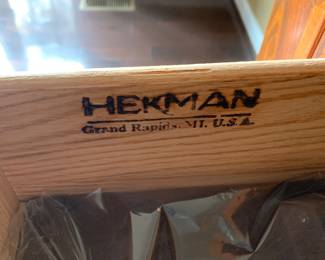 HEKMAN
Grand Rapids, MI. U.S.A.